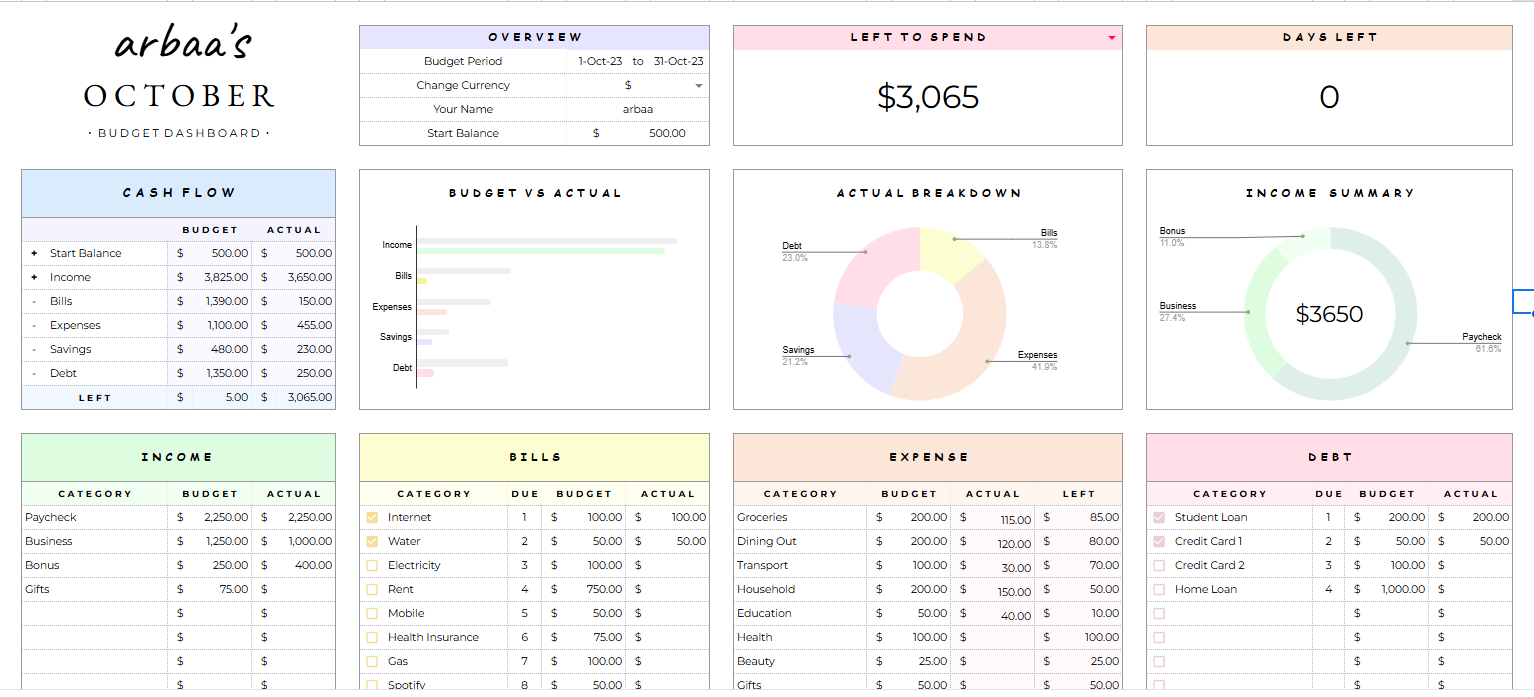 arbaa's
OCTOBER
· BUDGET DASHBOARD ·
OVERVIEW
Budget Period 1-Oct-23 to 31-Oct-23
Change Currency $
Your Name arbaa
Start Balance $ 500.00
LEFT TO SPEND
$3,065
DAYS LEFT
0
CASH FLOW
BUDGET ACTUAL
+ Start Balance $ 500.00 $ 500.00
+ Income $ 3,825.00 $ 3,650.00
- Bills $ 1,390.00 $ 150.00
- Expenses $ 1,100.00 $ 455.00
- Savings $ 480.00 $ 230.00
- Debt $ 1,350.00 $ 250.00
LEFT $ 5.00 $ 3,065.00
BUDGET VS ACTUAL
Income
Bills
Expenses
Savings
Debt
ACTUAL BREAKDOWN
Bills
13.8%
Debt
23.0%
Savings
21.2%
Expenses
41.9%
INCOME SUMMARY
Bonus
11.0%
Business
27.4%
$3650
Paycheck
61.6%
INCOME
CATEGORY BUDGET ACTUAL
Paycheck $ 2,250.00 $ 2,250.00
Business $ 1,250.00 $ 1,000.00
Bonus $ 250.00 $ 400.00
Gifts $ 75.00 $
$ $
$ $
$ $
$ $
BILLS
CATEGORY DUE BUDGET ACTUAL
Internet 1 $ 100.00 $ 100.00
Water 2 $ 50.00 $ 50.00
Electricity 3 $ 100.00 $
Rent 4 $ 750.00 $
Mobile 5 $ 50.00 $
Health Insurance 6 $ 75.00 $
Gas 7 $ 100.00 $
Spotify 8 $ 50.00 $
EXPENSE
CATEGORY BUDGET ACTUAL LEFT
Groceries $ 200.00 $ 115.00 $ 85.00
Dining Out $ 200.00 $ 120.00 $ 80.00
Transport $ 100.00 $ 30.00 $ 70.00
Household $ 200.00 $ 150.00 $ 50.00
Education $ 50.00 $ 40.00 $ 10.00
Health $ 100.00 $ $ 100.00
Beauty $ 25.00 $ $ 25.00
Gifts $ 50.00 $ $ 50.00
DEBT
CATEGORY DUE BUDGET ACTUAL
Student Loan 1 $ 200.00 $ 200.00
Credit Card 1 2 $ 50.00 $ 50.00
Credit Card 2 3 $ 100.00 $
Home Loan 4 $ 1,000.00 $
$ $
$ $
$ $
$ $